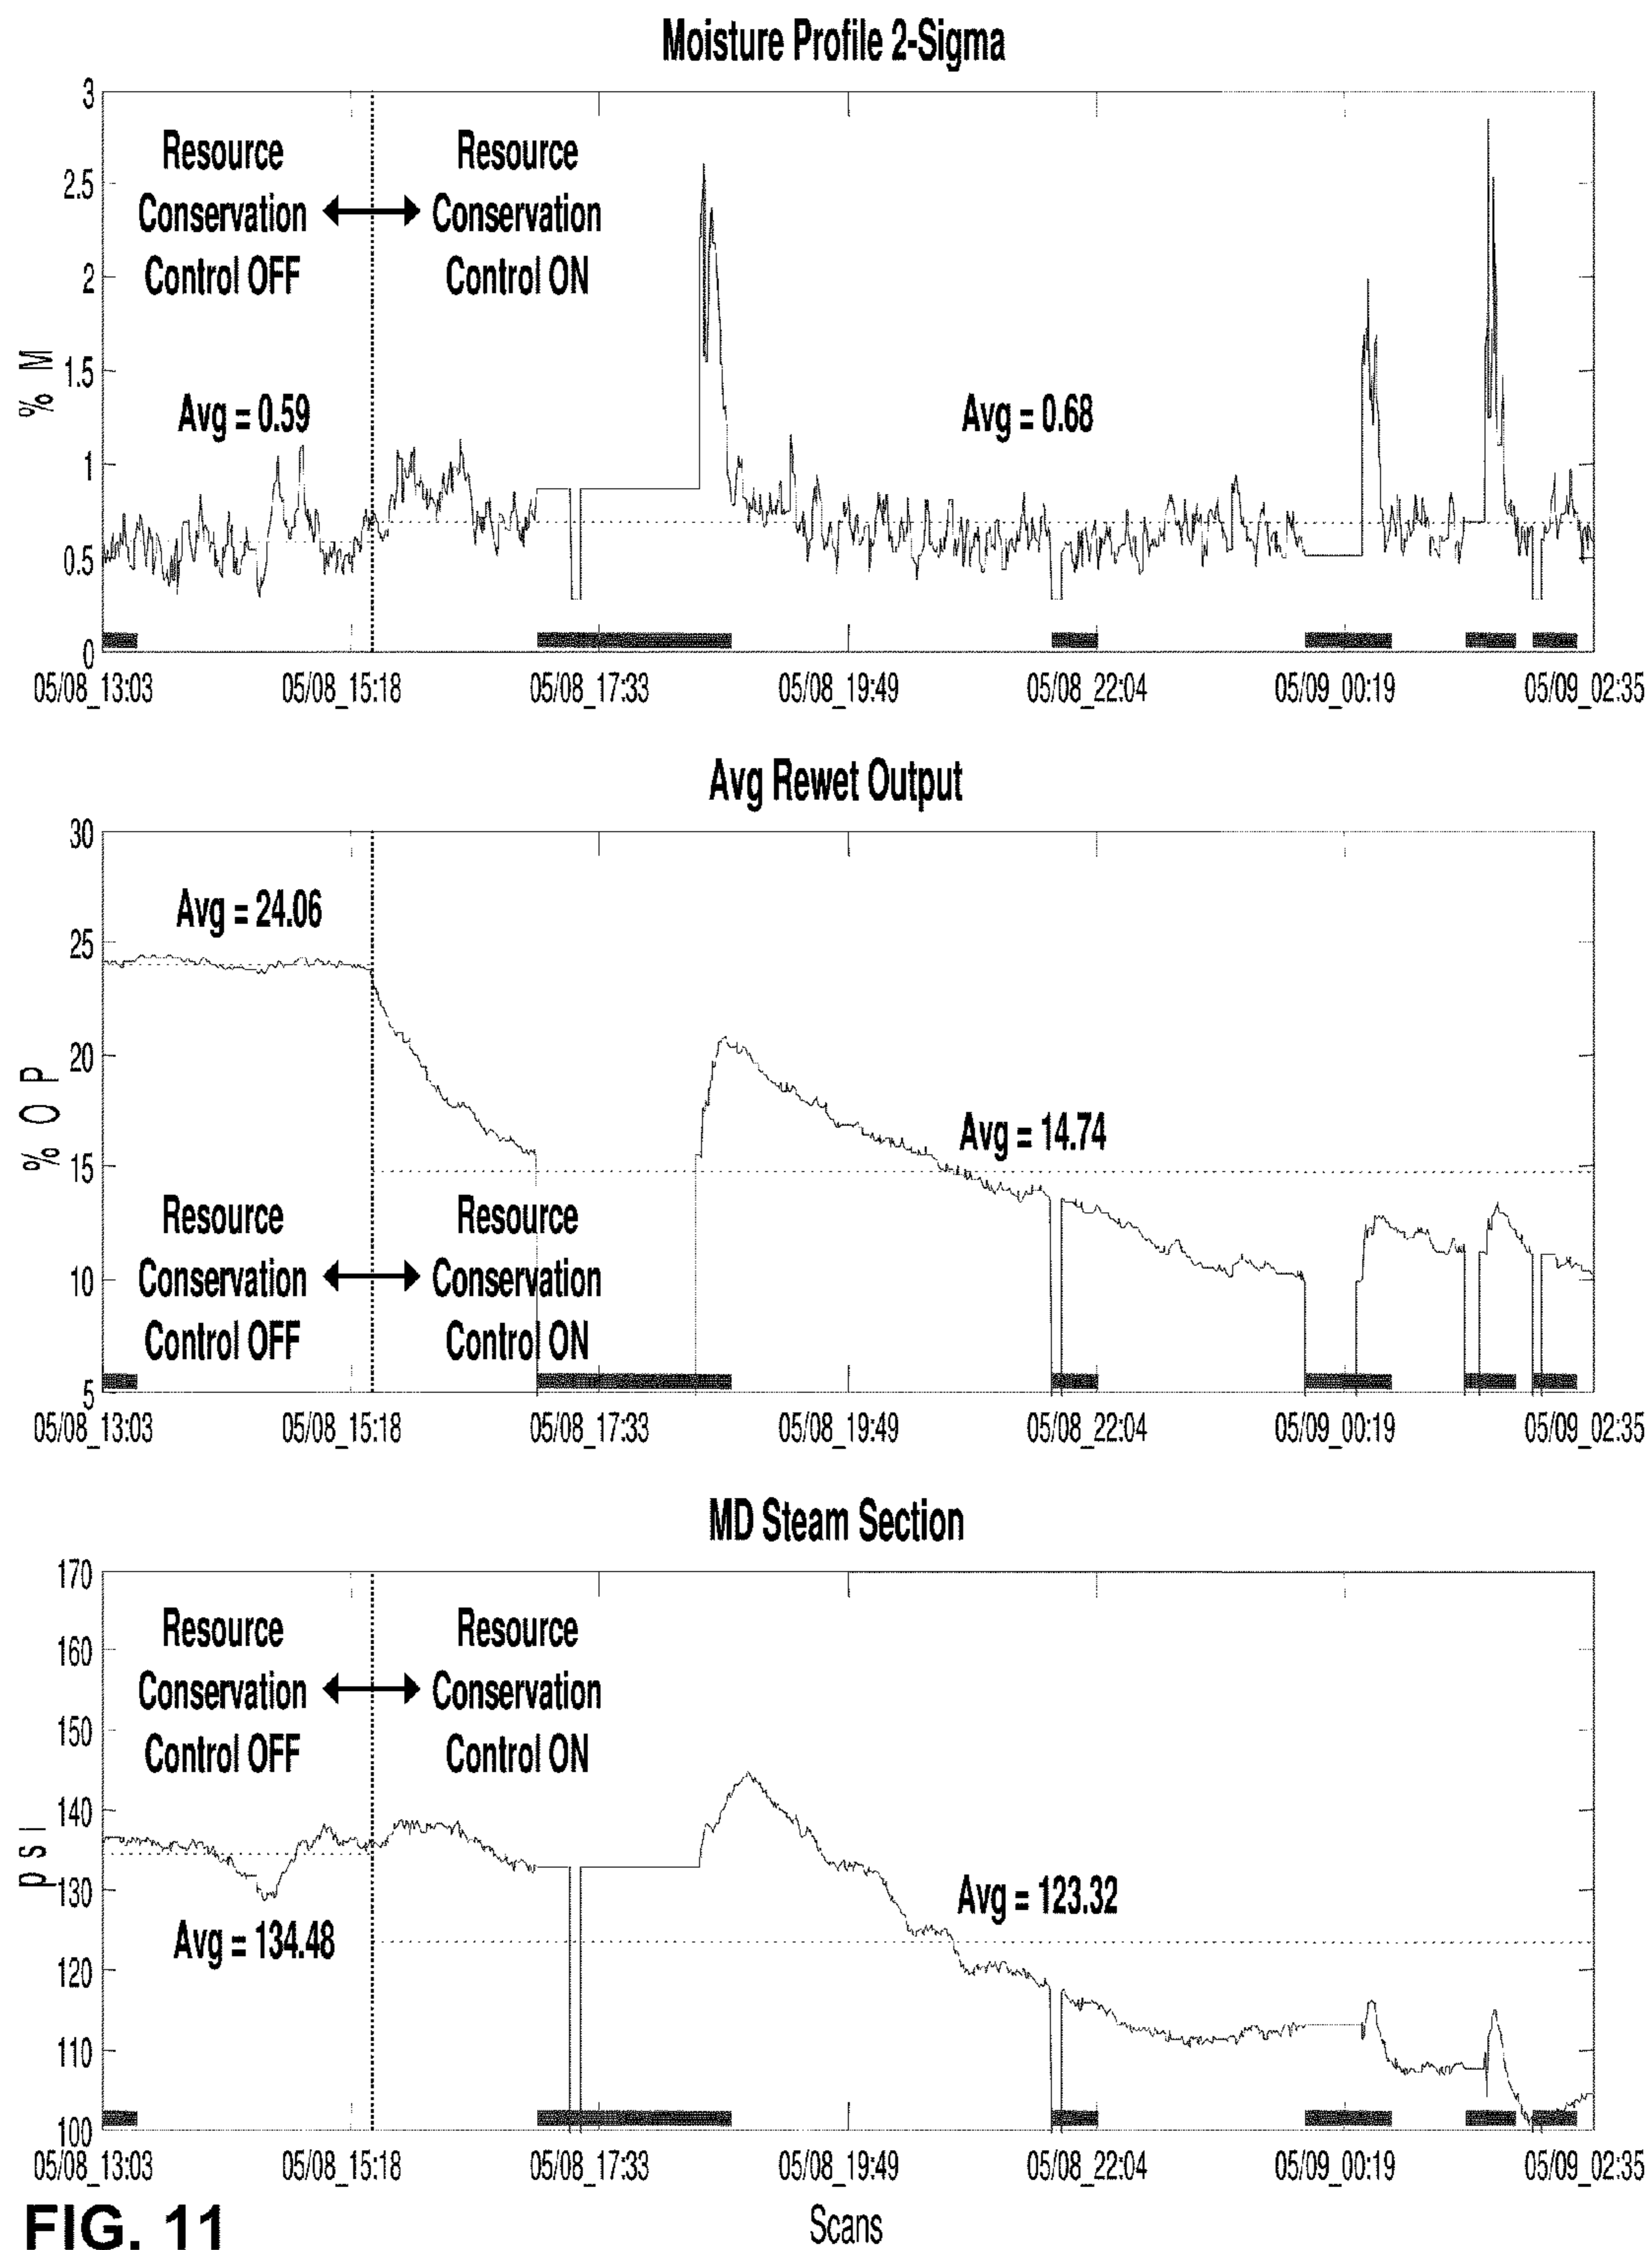 Moisture Profile 2-Sigma
3
2.5
2
1.5
1
0.5
0
% M
Resource
Conservation
Control OFF
Resource
Conservation
Control ON
Avg = 0.59
Avg = 0.68
05/08_13:03 05/08_15:18 05/08_17:33 05/08_19:49 05/08_22:04 05/09_00:19 05/09_02:35
Avg Rewet Output
30
25
20
15
10
5
% O P
Avg = 24.06
Avg = 14.74
Resource
Conservation
Control OFF
Resource
Conservation
Control ON
05/08_13:03 05/08_15:18 05/08_17:33 05/08_19:49 05/08_22:04 05/09_00:19 05/09_02:35
MD Steam Section
170
160
150
140
130
120
110
100
p s I
Resource
Conservation
Control OFF
Resource
Conservation
Control ON
Avg = 134.48
Avg = 123.32
05/08_13:03 05/08_15:18 05/08_17:33 05/08_19:49 05/08_22:04 05/09_00:19 05/09_02:35
Scans
FIG. 11